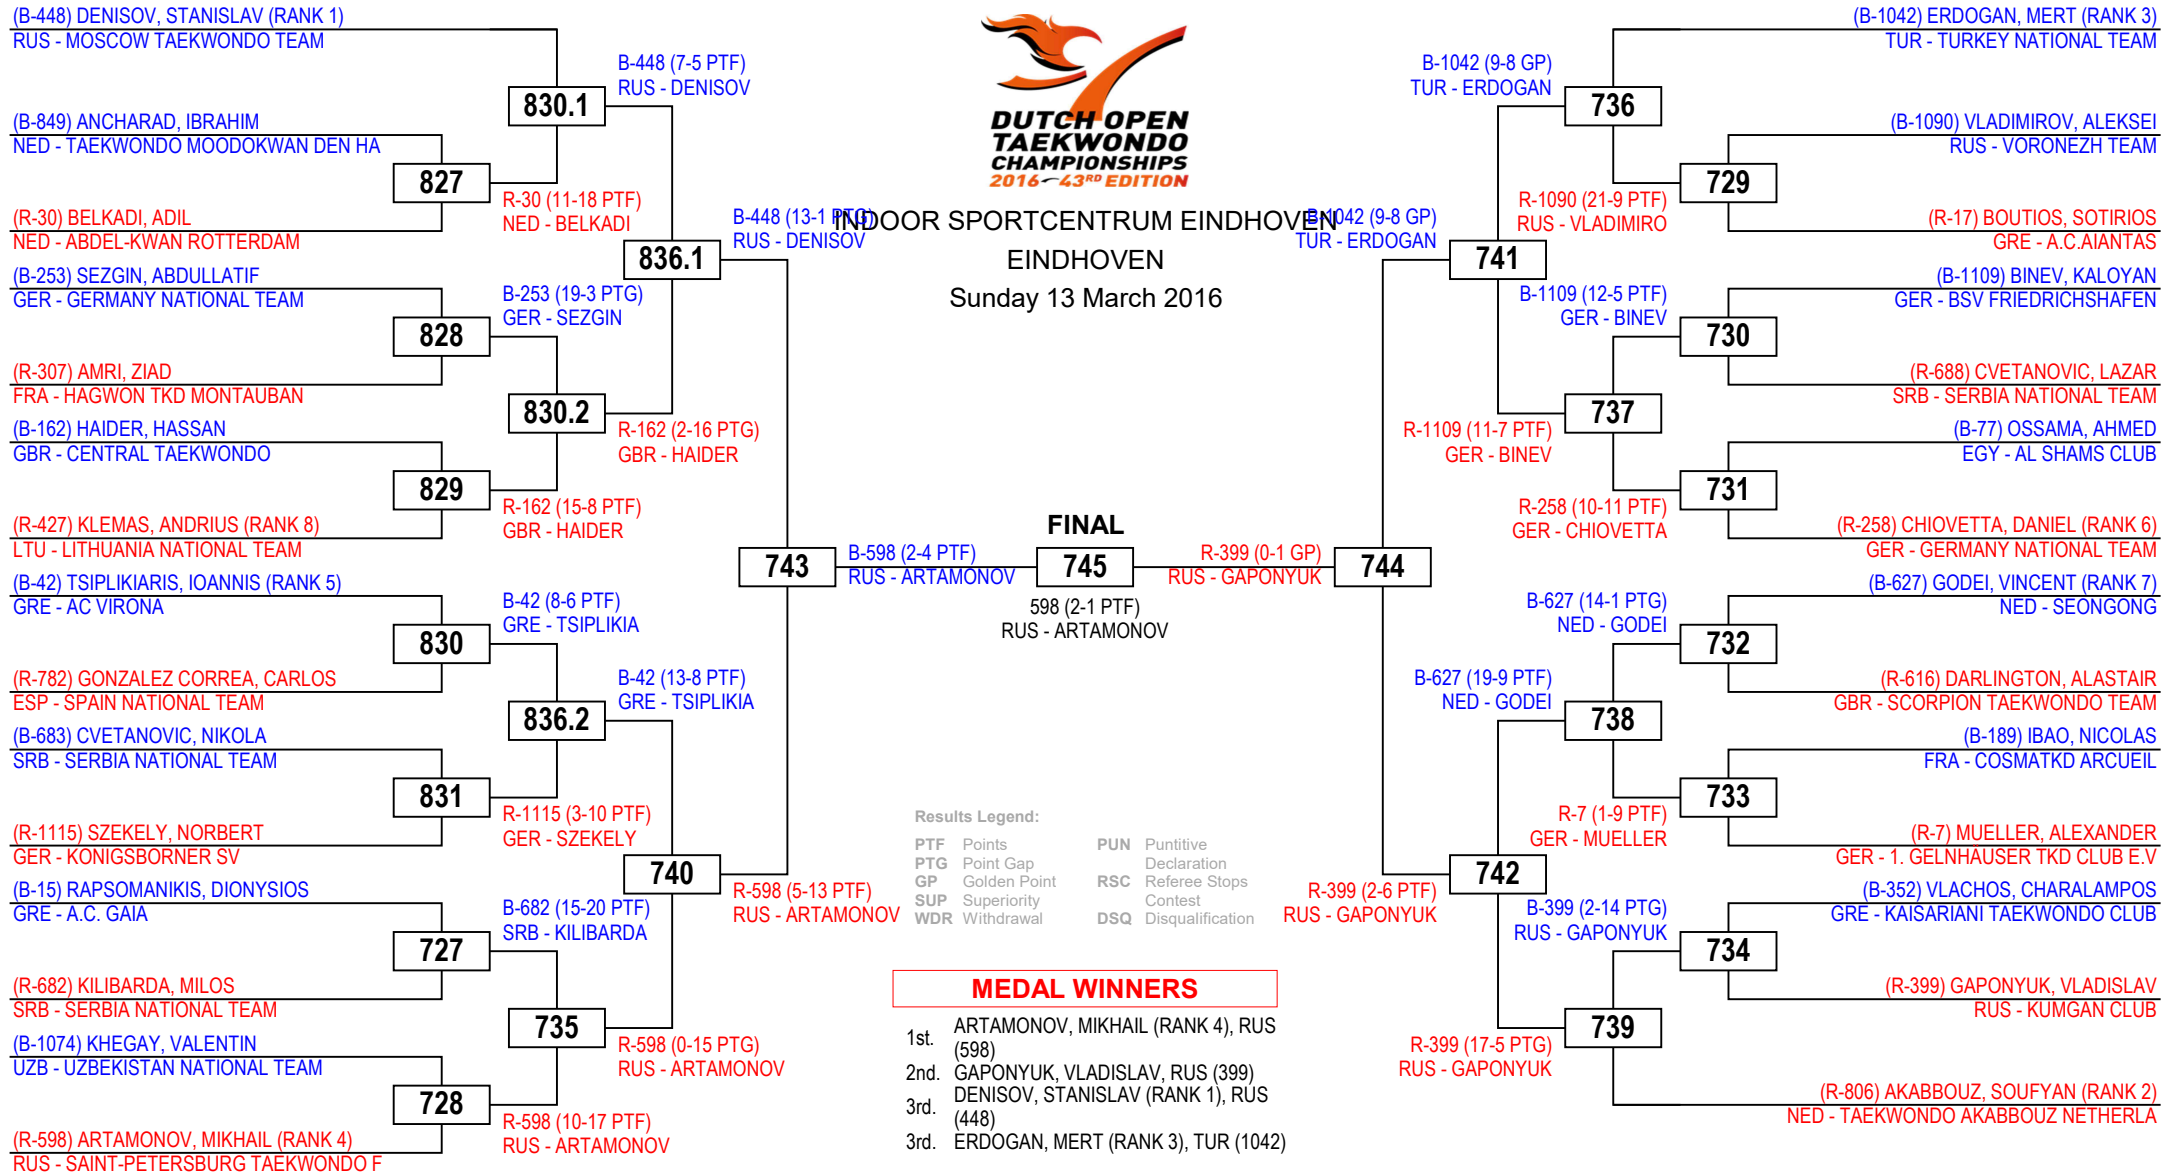 (B-448) DENISOV, STANISLAV (RANK 1)
RUS - MOSCOW TAEKWONDO TEAM
(B-849) ANCHARAD, IBRAHIM
NED - TAEKWONDO MOODOKWAN DEN HA
(R-30) BELKADI, ADIL
NED - ABDEL-KWAN ROTTERDAM
(B-253) SEZGIN, ABDULLATIF
GER - GERMANY NATIONAL TEAM
(R-307) AMRI, ZIAD
FRA - HAGWON TKD MONTAUBAN
(B-162) HAIDER, HASSAN
GBR - CENTRAL TAEKWONDO
(R-427) KLEMAS, ANDRIUS (RANK 8)
LTU - LITHUANIA NATIONAL TEAM
(B-42) TSIPLIKIARIS, IOANNIS (RANK 5)
GRE - AC VIRONA
(R-782) GONZALEZ CORREA, CARLOS
ESP - SPAIN NATIONAL TEAM
(B-683) CVETANOVIC, NIKOLA
SRB - SERBIA NATIONAL TEAM
(R-1115) SZEKELY, NORBERT
GER - KONIGSBORNER SV
(B-15) RAPSOMANIKIS, DIONYSIOS
GRE - A.C. GAIA
(R-682) KILIBARDA, MILOS
SRB - SERBIA NATIONAL TEAM
(B-1074) KHEGAY, VALENTIN
UZB - UZBEKISTAN NATIONAL TEAM
(R-598) ARTAMONOV, MIKHAIL (RANK 4)
RUS - SAINT-PETERSBURG TAEKWONDO F
827
828
829
830
831
727
728
R-30 (11-18 PTF)
NED - BELKADI
B-253 (19-3 PTG)
GER - SEZGIN
R-162 (15-8 PTF)
GBR - HAIDER
B-42 (8-6 PTF)
GRE - TSIPLIKIA
R-1115 (3-10 PTF)
GER - SZEKELY
B-682 (15-20 PTF)
SRB - KILIBARDA
R-598 (10-17 PTF)
RUS - ARTAMONOV
830.1
830.2
836.2
735
B-448 (7-5 PTF)
RUS - DENISOV
R-162 (2-16 PTG)
GBR - HAIDER
B-42 (13-8 PTF)
GRE - TSIPLIKIA
R-598 (0-15 PTG)
RUS - ARTAMONOV
836.1
740
B-448 (13-1 PTG)
RUS - DENISOV
R-598 (5-13 PTF)
RUS - ARTAMONOV
743
B-598 (2-4 PTF)
RUS - ARTAMONOV
DUTCH OPEN
TAEKWONDO
CHAMPIONSHIPS
2016 - 43RD EDITION
INDOOR SPORTCENTRUM EINDHOVEN
EINDHOVEN
Sunday 13 March 2016
FINAL
745
598 (2-1 PTF)
RUS - ARTAMONOV
R-399 (0-1 GP)
RUS - GAPONYUK
744
B-1042 (9-8 GP)
TUR - ERDOGAN
R-399 (2-6 PTF)
RUS - GAPONYUK
741
742
B-1042 (9-8 GP)
TUR - ERDOGAN
R-1109 (11-7 PTF)
GER - BINEV
B-627 (19-9 PTF)
NED - GODEI
R-399 (17-5 PTG)
RUS - GAPONYUK
736
737
738
739
R-1090 (21-9 PTF)
RUS - VLADIMIRO
B-1109 (12-5 PTF)
GER - BINEV
R-258 (10-11 PTF)
GER - CHIOVETTA
B-627 (14-1 PTG)
NED - GODEI
R-7 (1-9 PTF)
GER - MUELLER
B-399 (2-14 PTG)
RUS - GAPONYUK
729
730
731
732
733
734
(B-1042) ERDOGAN, MERT (RANK 3)
TUR - TURKEY NATIONAL TEAM
(B-1090) VLADIMIROV, ALEKSEI
RUS - VORONEZH TEAM
(R-17) BOUTIOS, SOTIRIOS
GRE - A.C.AIANTAS
(B-1109) BINEV, KALOYAN
GER - BSV FRIEDRICHSHAFEN
(R-688) CVETANOVIC, LAZAR
SRB - SERBIA NATIONAL TEAM
(B-77) OSSAMA, AHMED
EGY - AL SHAMS CLUB
(R-258) CHIOVETTA, DANIEL (RANK 6)
GER - GERMANY NATIONAL TEAM
(B-627) GODEI, VINCENT (RANK 7)
NED - SEONGONG
(R-616) DARLINGTON, ALASTAIR
GBR - SCORPION TAEKWONDO TEAM
(B-189) IBAO, NICOLAS
FRA - COSMATKD ARCUEIL
(R-7) MUELLER, ALEXANDER
GER - 1. GELNHÄUSER TKD CLUB E.V
(B-352) VLACHOS, CHARALAMPOS
GRE - KAISARIANI TAEKWONDO CLUB
(R-399) GAPONYUK, VLADISLAV
RUS - KUMGAN CLUB
(R-806) AKABBOUZ, SOUFYAN (RANK 2)
NED - TAEKWONDO AKABBOUZ NETHERLA
Results Legend:
PTF Points
PTG Point Gap
GP Golden Point
SUP Superiority
WDR Withdrawal
PUN Puntitive
Declaration
RSC Referee Stops
Contest
DSQ Disqualification
MEDAL WINNERS
1st. ARTAMONOV, MIKHAIL (RANK 4), RUS
(598)
2nd. GAPONYUK, VLADISLAV, RUS (399)
3rd. DENISOV, STANISLAV (RANK 1), RUS
(448)
3rd. ERDOGAN, MERT (RANK 3), TUR (1042)